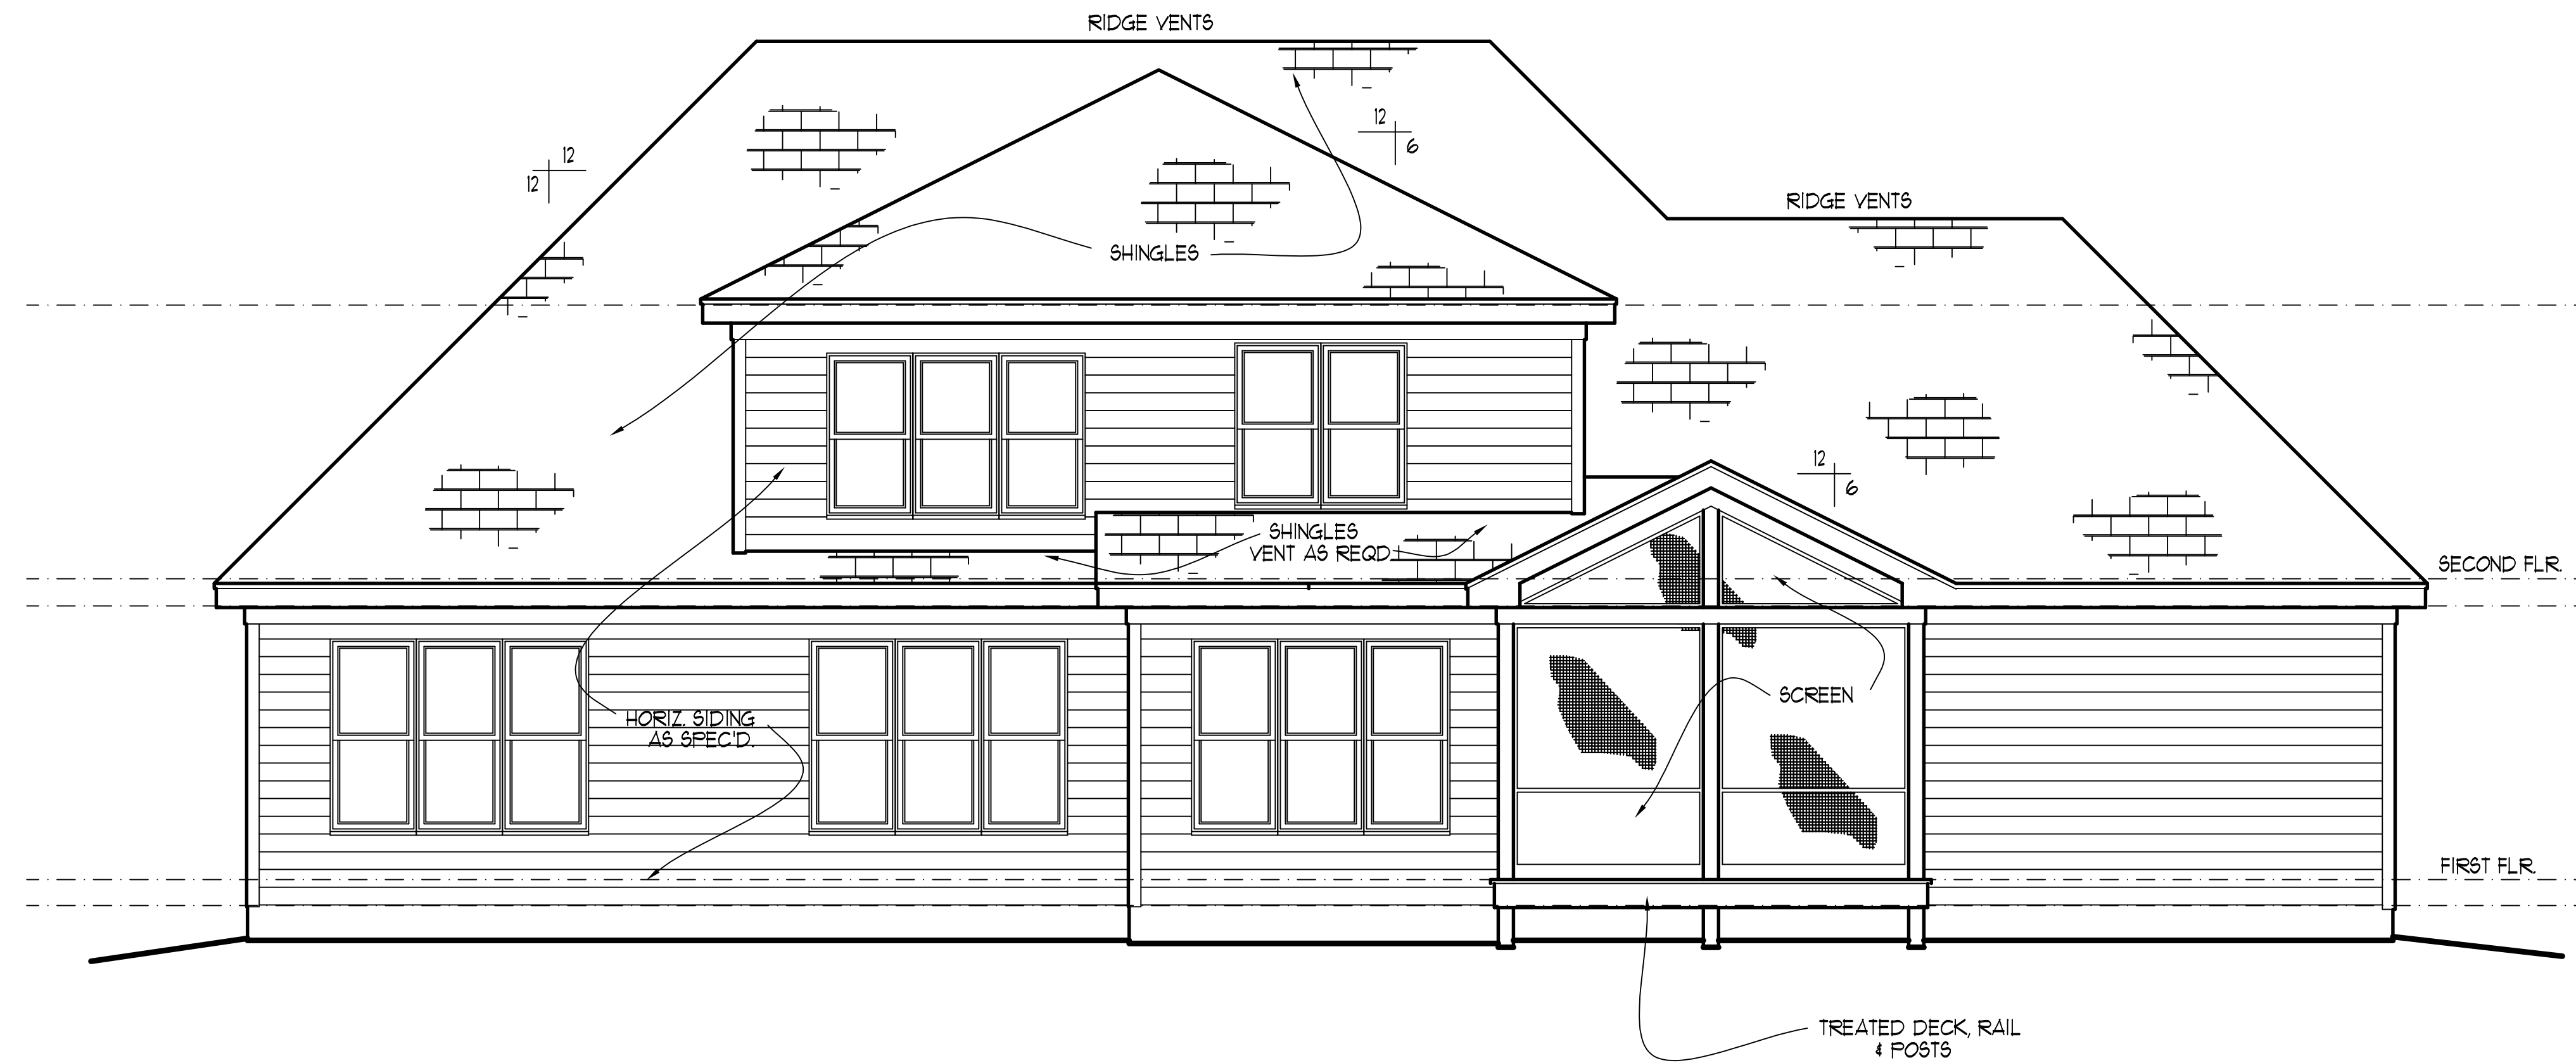 RIDGE VENTS
12
6
12
12
RIDGE VENTS
SHINGLES
12
6
SHINGLES
VENT AS REQD
SECOND FLR.
SCREEN
HORIZ. SIDING
AS SPEC'D.
FIRST FLR.
TREATED DECK, RAIL
& POSTS